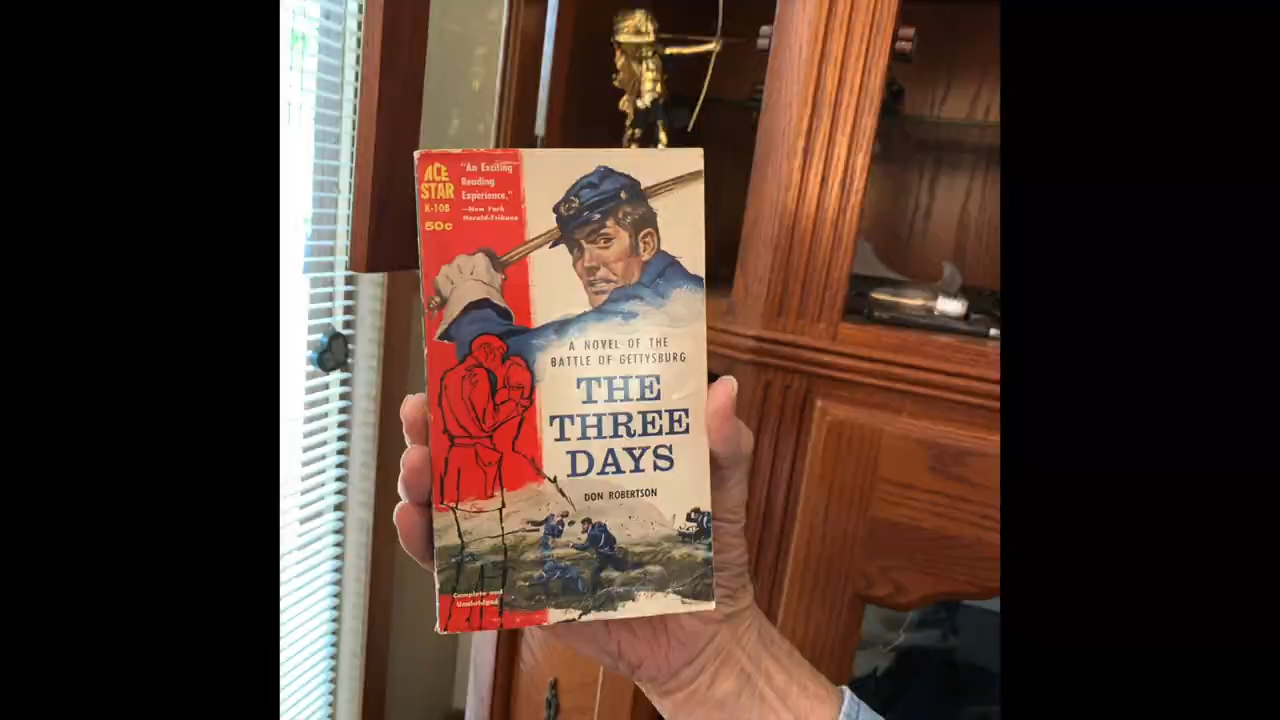 ACE
STAR
K-108
50c
"An Exciting
Reading
Experience."
—New York
Herald-Tribune
A NOVEL OF THE
BATTLE OF GETTYSBURG
THE
THREE
DAYS
DON ROBERTSON
Complete and
Unabridged